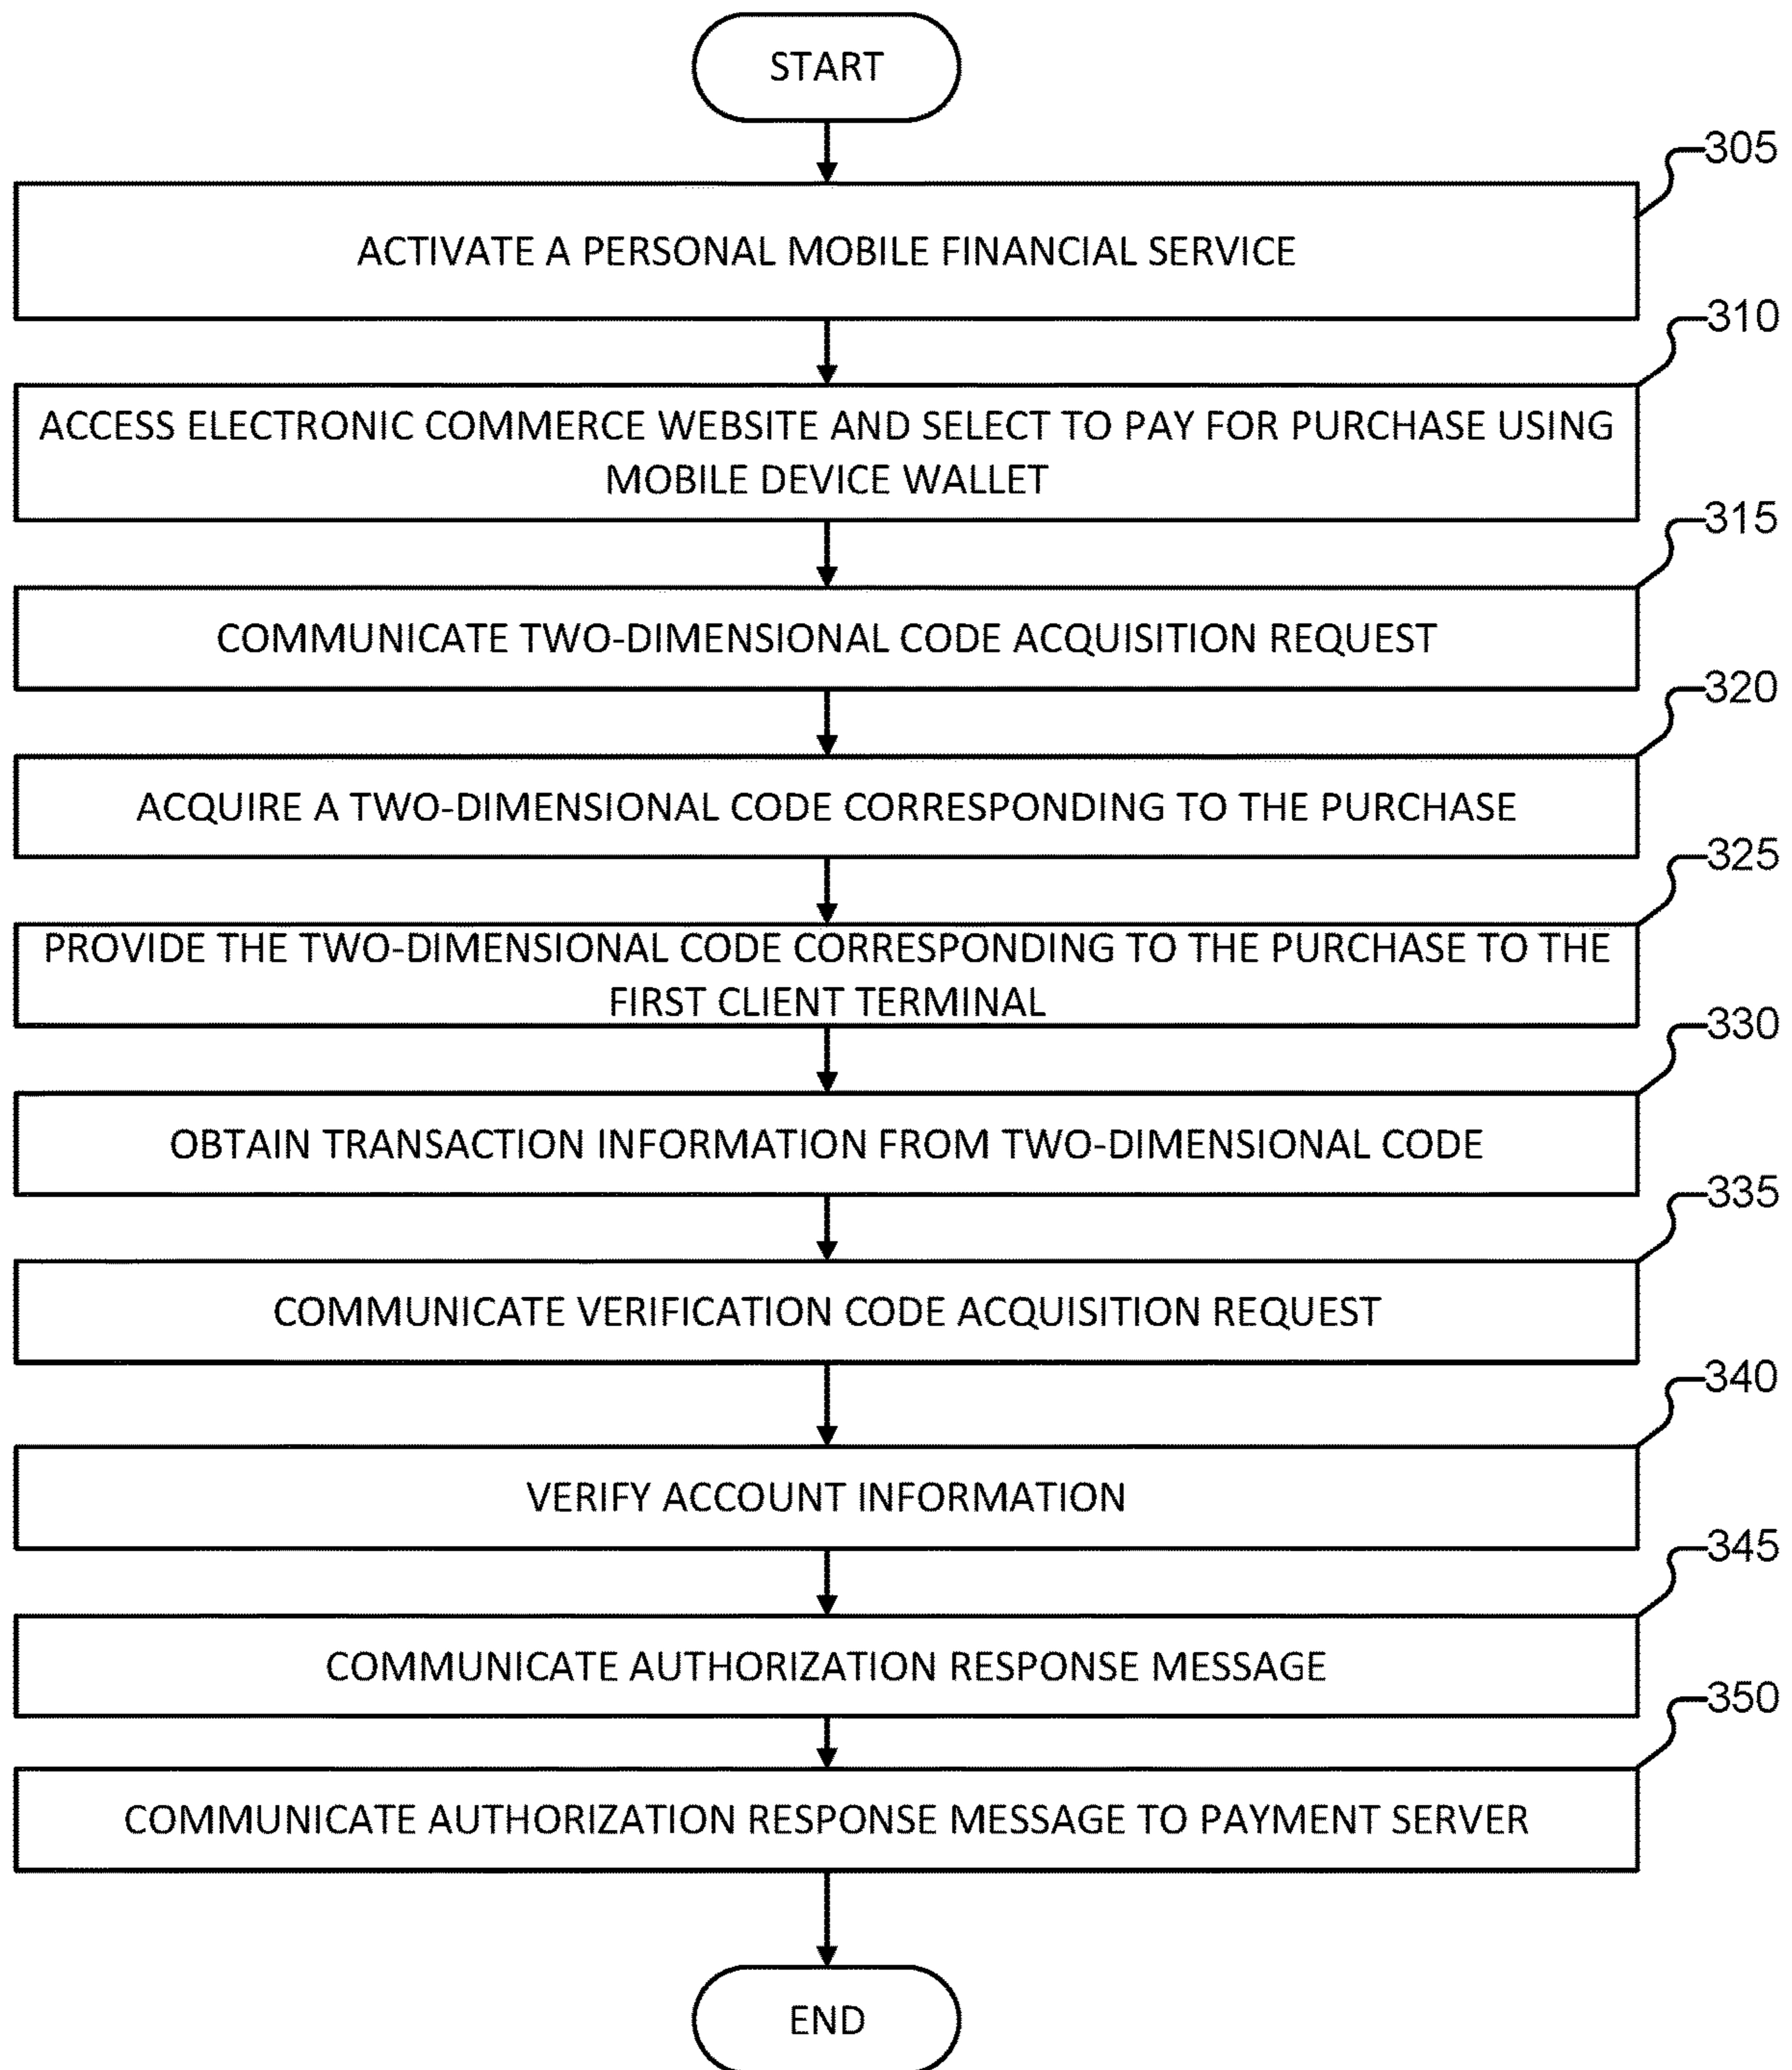 START
305
ACTIVATE A PERSONAL MOBILE FINANCIAL SERVICE
310
ACCESS ELECTRONIC COMMERCE WEBSITE AND SELECT TO PAY FOR PURCHASE USING
MOBILE DEVICE WALLET
315
COMMUNICATE TWO-DIMENSIONAL CODE ACQUISITION REQUEST
320
ACQUIRE A TWO-DIMENSIONAL CODE CORRESPONDING TO THE PURCHASE
325
PROVIDE THE TWO-DIMENSIONAL CODE CORRESPONDING TO THE PURCHASE TO THE
FIRST CLIENT TERMINAL
330
OBTAIN TRANSACTION INFORMATION FROM TWO-DIMENSIONAL CODE
335
COMMUNICATE VERIFICATION CODE ACQUISITION REQUEST
340
VERIFY ACCOUNT INFORMATION
345
COMMUNICATE AUTHORIZATION RESPONSE MESSAGE
350
COMMUNICATE AUTHORIZATION RESPONSE MESSAGE TO PAYMENT SERVER
END